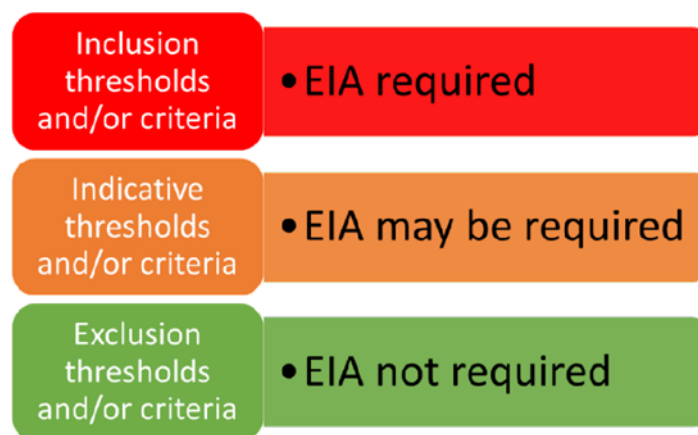 Inclusion
thresholds
and/or criteria
• EIA required
Indicative
thresholds
and/or criteria
• EIA may be required
Exclusion
thresholds
and/or criteria
• EIA not required